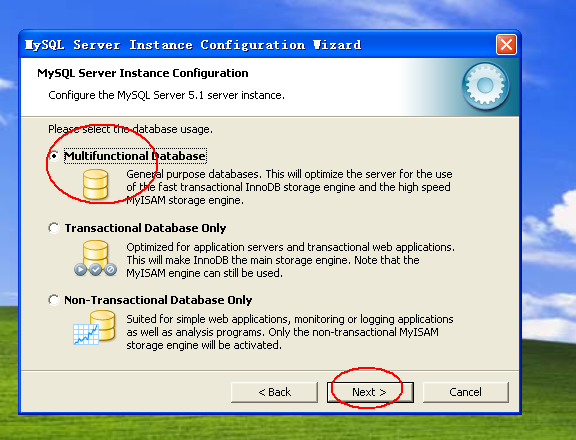 MySQL Server Instance Configuration Wizard
MySQL Server Instance Configuration
Configure the MySQL Server 5.1 server instance.
Please select the database usage.
Multifunctional Database
General purpose databases. This will optimize the server for the use
of the fast transactional InnoDB storage engine and the high speed
MyISAM storage engine.
Transactional Database Only
Optimized for application servers and transactional web applications.
This will make InnoDB the main storage engine. Note that the
MyISAM engine can still be used.
Non-Transactional Database Only
Suited for simple web applications, monitoring or logging applications
as well as analysis programs. Only the non-transactional MyISAM
storage engine will be activated.
< Back
Next >
Cancel